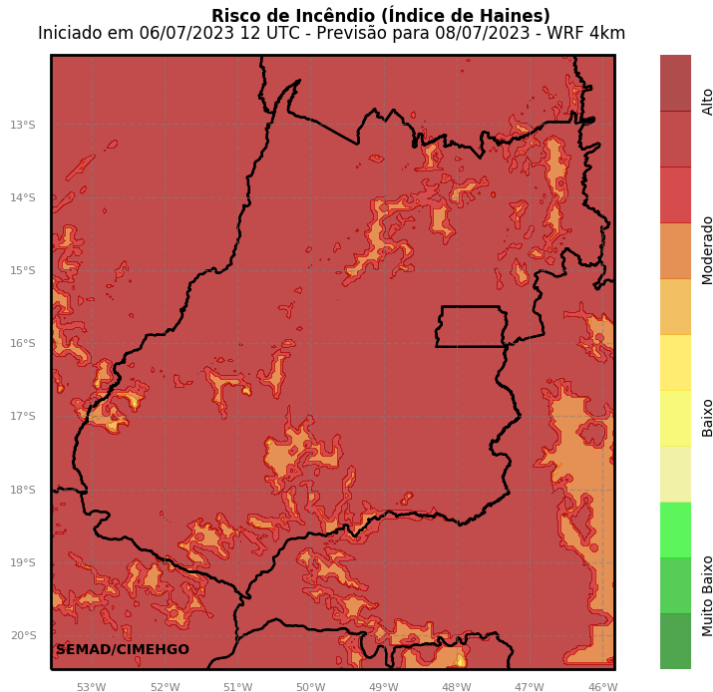 Risco de Incêndio (Índice de Haines)
Iniciado em 06/07/2023 12 UTC - Previsão para 08/07/2023 - WRF 4km
Alto
Moderado
Baixo
Muito Baixo
13°S
14°S
15°S
16°S
17°S
18°S
19°S
20°S
SEMAD/CIMEHGO
53°W 52°W 51°W 50°W 49°W 48°W 47°W 46°W